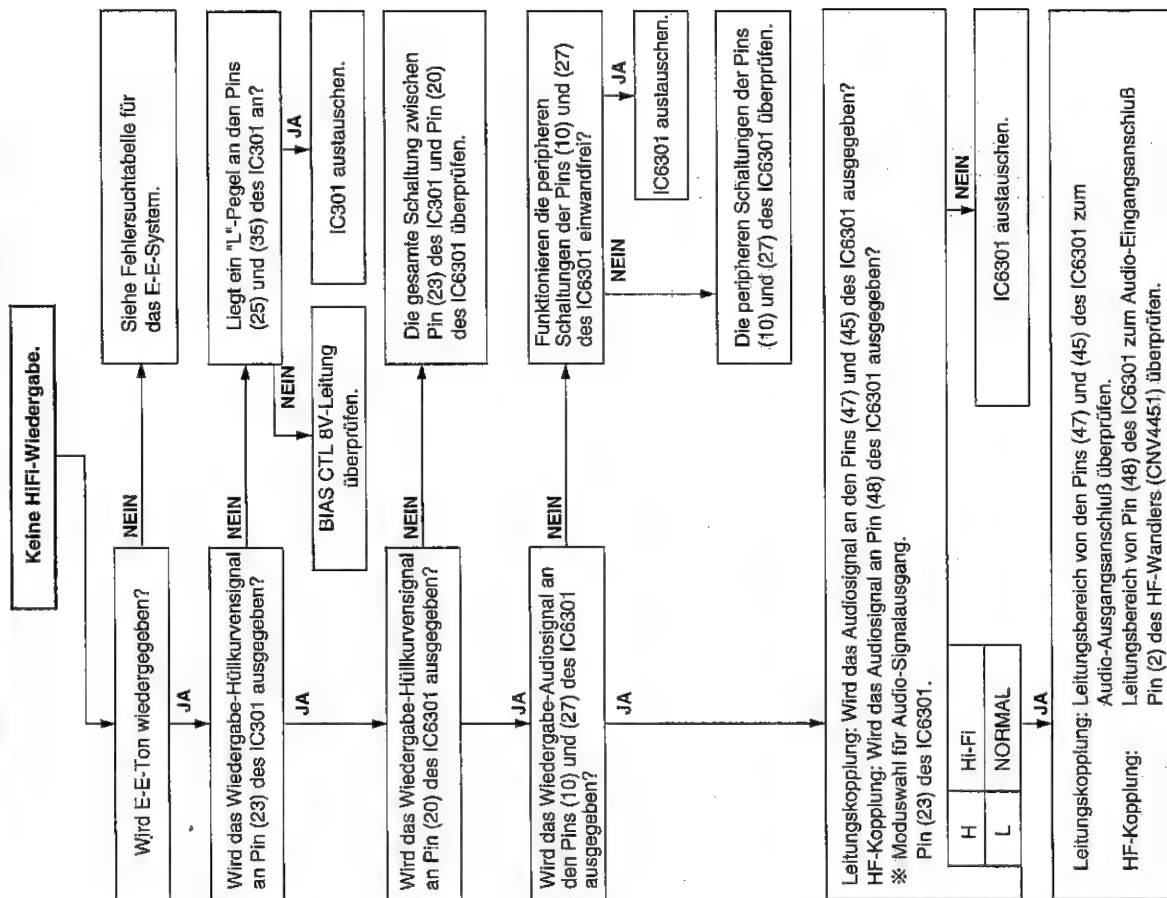 Keine HiFi-Wiedergabe.
Wird E-E-Ton wiedergegeben?
NEIN
Siehe Fehlersuchtabelle für
das E-E-System.
JA
Wird das Wiedergabe-Hüllkurvensignal
an Pin (23) des IC301 ausgegeben?
NEIN
Liegt ein "L"-Pegel an den Pins
(25) und (35) des IC301 an?
NEIN
JA
BIAS CTL 8V-Leitung
überprüfen.
IC301 austauschen.
JA
Wird das Wiedergabe-Hüllkurvensignal
an Pin (20) des IC6301 ausgegeben?
NEIN
Die gesamte Schaltung zwischen
Pin (23) des IC301 und Pin (20)
des IC6301 überprüfen.
JA
Wird das Wiedergabe-Audiosignal an
den Pins (10) und (27) des IC6301
ausgegeben?
NEIN
Funktionieren die peripheren
Schaltungen der Pins (10) und (27)
des IC6301 einwandfrei?
NEIN
JA
IC6301 austauschen.
Die peripheren Schaltungen der Pins
(10) und (27) des IC6301 überprüfen.
JA
Leitungskopplung: Wird das Audiosignal an den Pins (47) und (45) des IC6301 ausgegeben?
HF-Kopplung: Wird das Audiosignal an Pin (48) des IC6301 ausgegeben?
※ Moduswahl für Audio-Signalausgang.
Pin (23) des IC6301.
H Hi-Fi
L NORMAL
NEIN
IC6301 austauschen.
JA
Leitungskopplung: Leitungsbereich von den Pins (47) und (45) des IC6301 zum
Audio-Ausgangsanschluß überprüfen.
HF-Kopplung: Leitungsbereich von Pin (48) des IC6301 zum Audio-Eingangsanschluß
Pin (2) des HF-Wandlers (CNV4451) überprüfen.